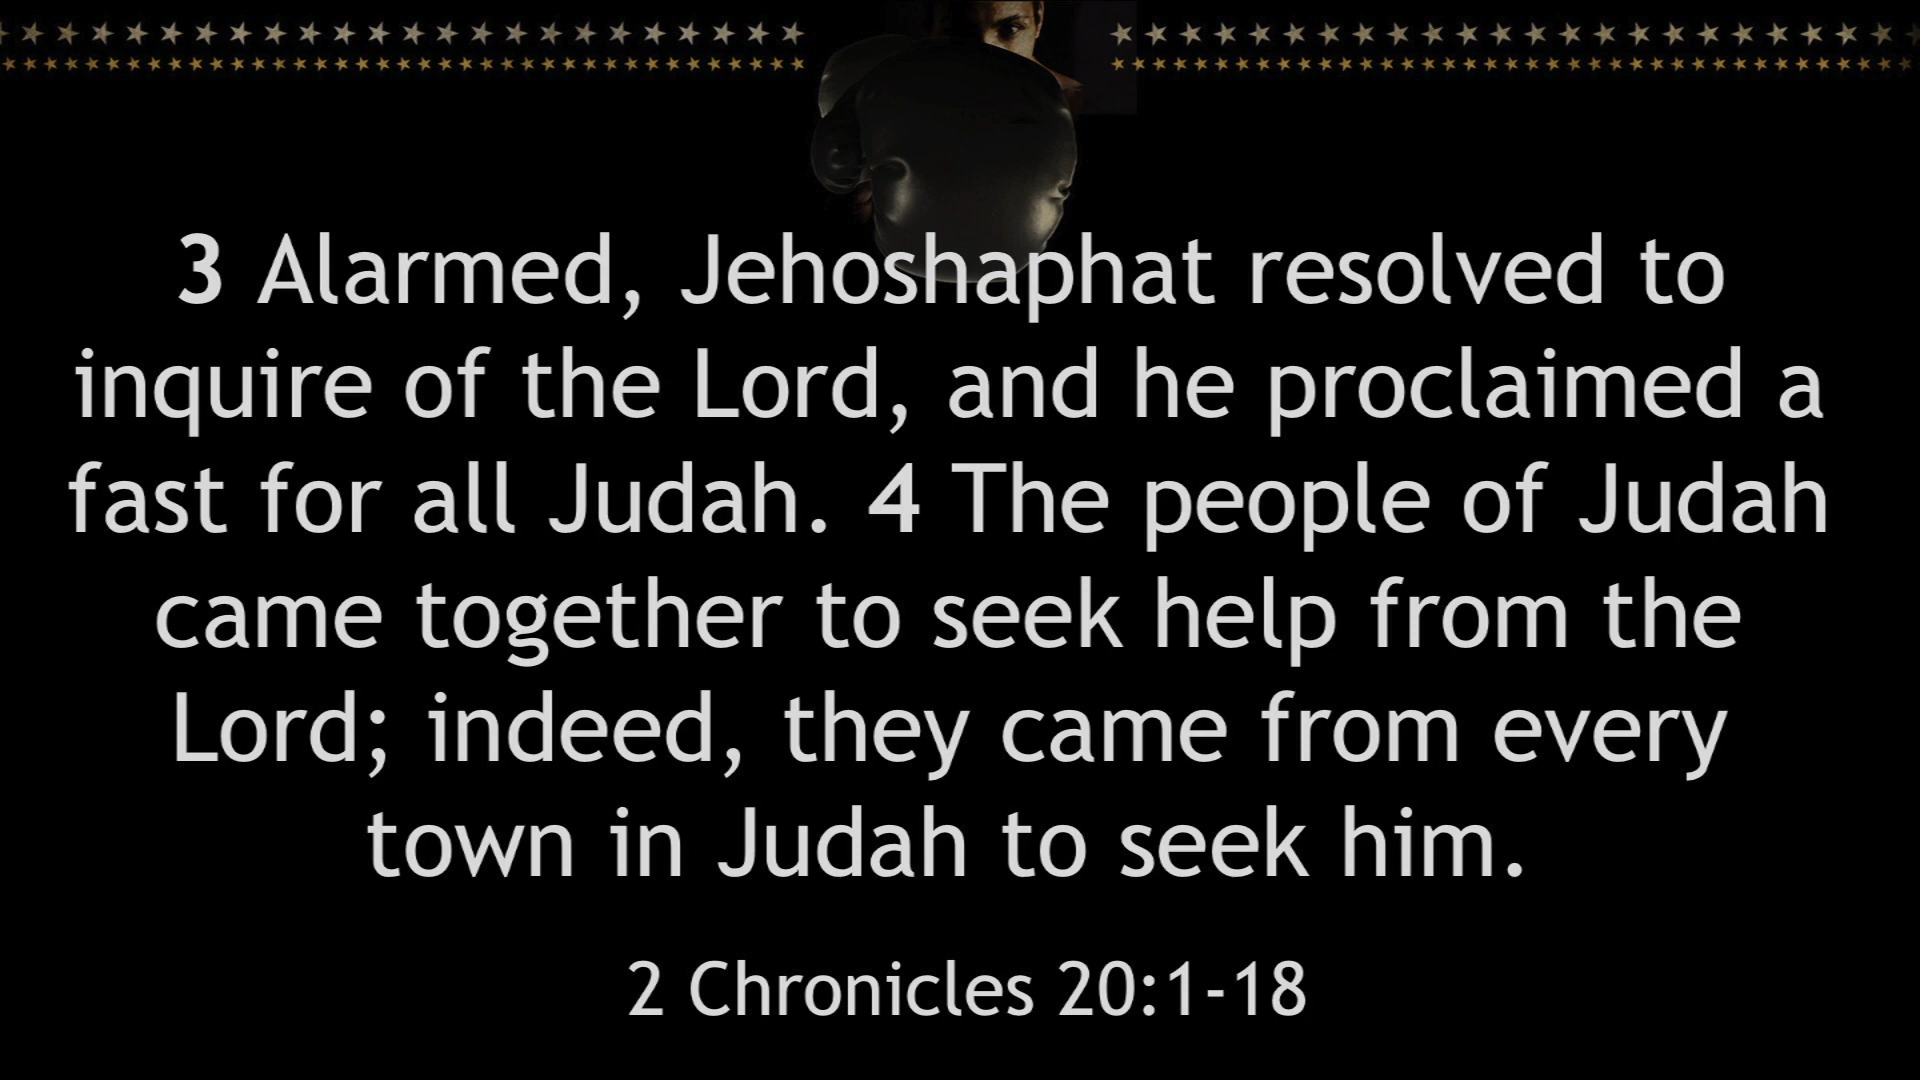 3 Alarmed, Jehoshaphat resolved to
inquire of the Lord, and he proclaimed a
fast for all Judah. 4 The people of Judah
came together to seek help from the
Lord; indeed, they came from every
town in Judah to seek him.
2 Chronicles 20:1-18